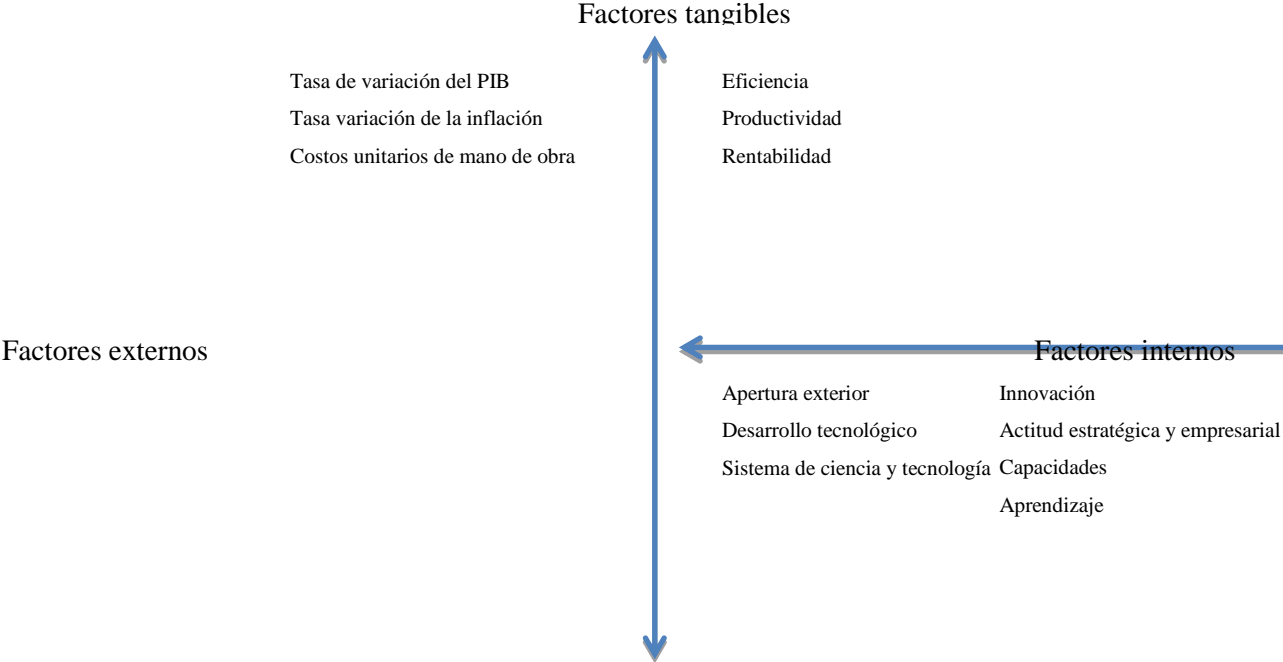 Factores tangibles
Tasa de variación del PIB
Tasa variación de la inflación
Costos unitarios de mano de obra
Eficiencia
Productividad
Rentabilidad
Factores externos
Factores internos
Apertura exterior
Desarrollo tecnológico
Sistema de ciencia y tecnología
Innovación
Actitud estratégica y empresarial
Capacidades
Aprendizaje